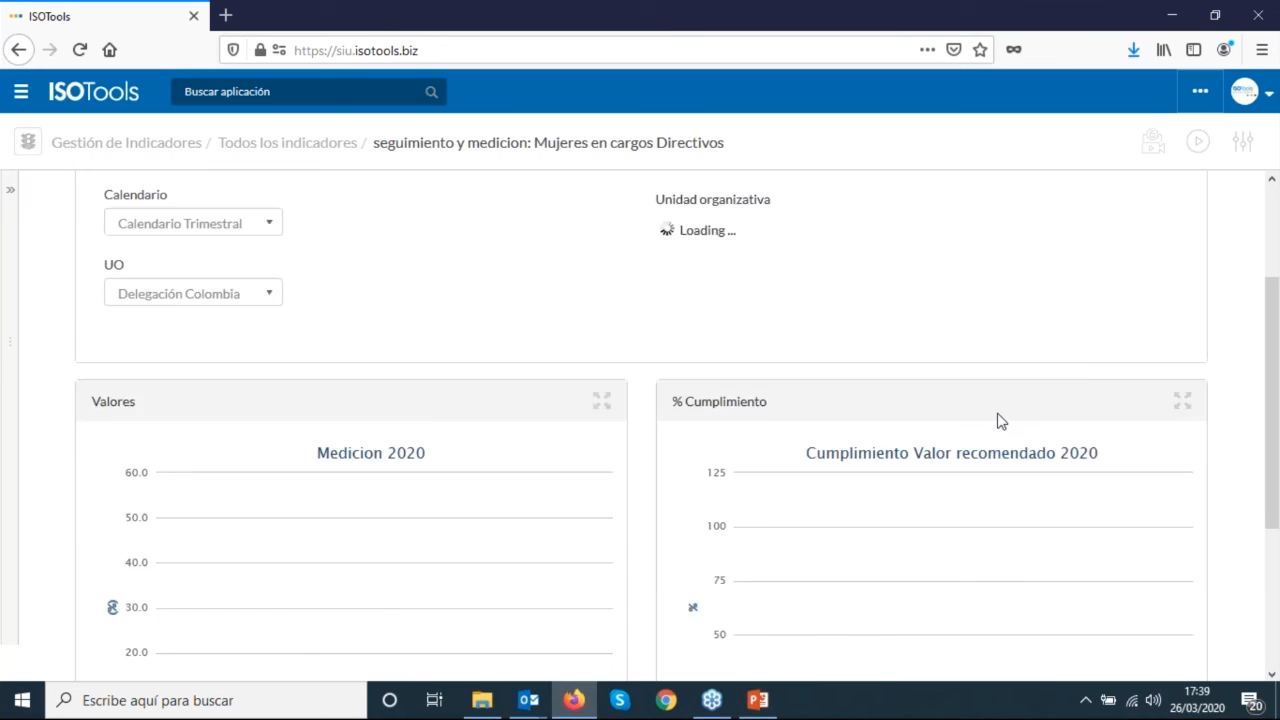 ISOTools
https://siu.isotools.biz
ISOTools
Buscar aplicación
Gestión de Indicadores / Todos los indicadores / seguimiento y medicion: Mujeres en cargos Directivos
Calendario
Calendario Trimestral
Unidad organizativa
Loading ...
UO
Delegación Colombia
Valores
% Cumplimiento
Medicion 2020
60.0
50.0
40.0
30.0
20.0
Cumplimiento Valor recomendado 2020
125
100
75
50
Escribe aquí para buscar
17:39
26/03/2020
20